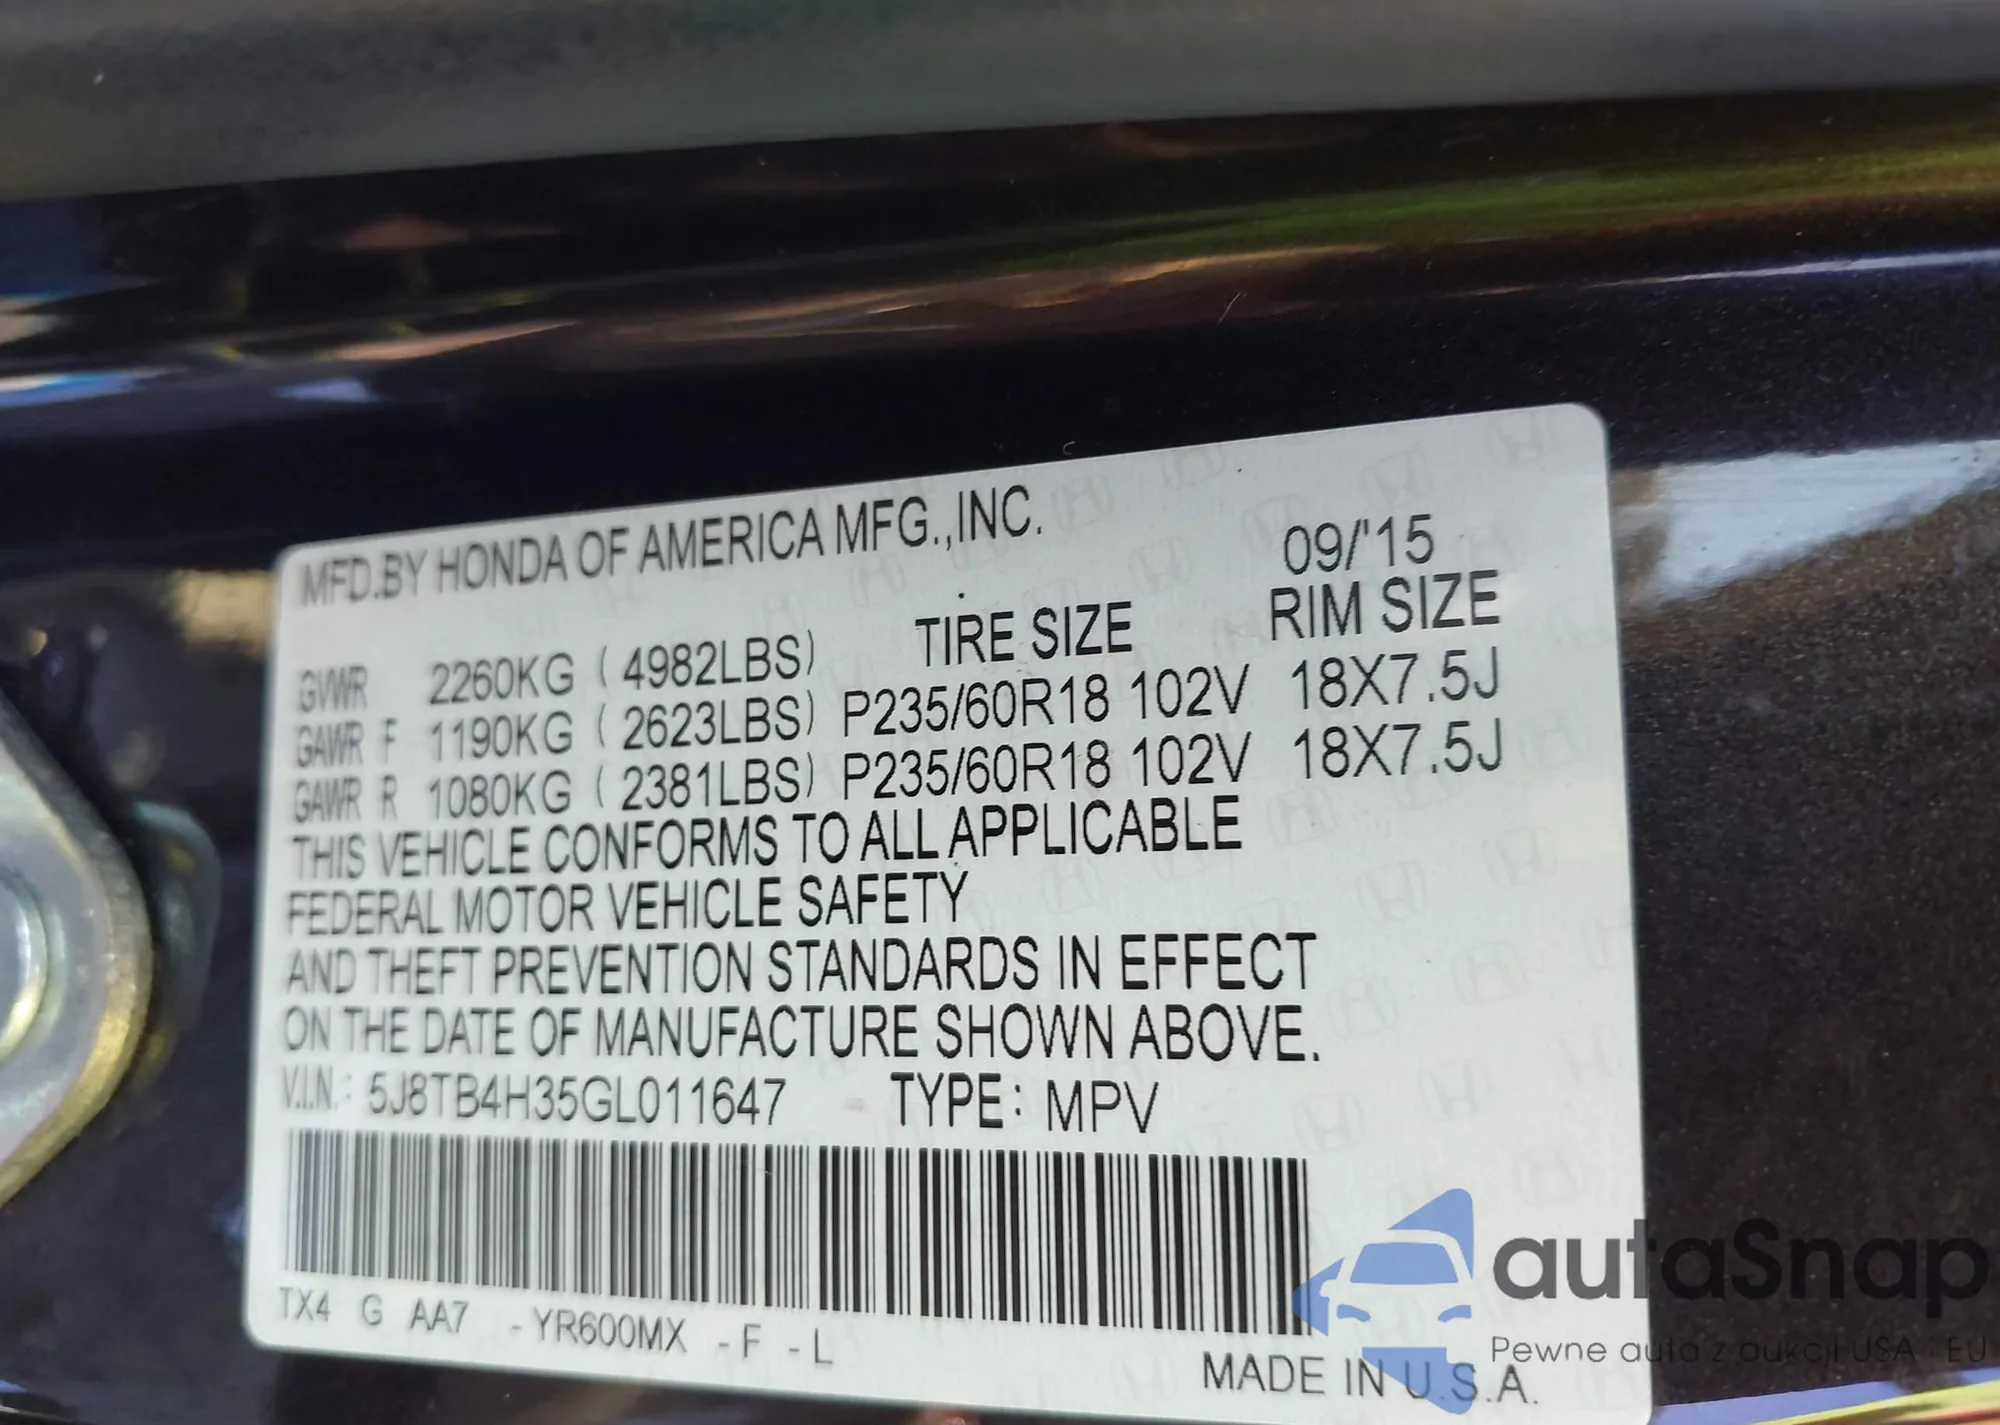 MFD.BY HONDA OF AMERICA MFG.,INC.
09/'15
TIRE SIZE RIM SIZE
GVWR 2260KG ( 4982LBS)
GAWR F 1190KG ( 2623LBS) P235/60R18 102V 18X7.5J
GAWR R 1080KG ( 2381LBS) P235/60R18 102V 18X7.5J
THIS VEHICLE CONFORMS TO ALL APPLICABLE
FEDERAL MOTOR VEHICLE SAFETY
AND THEFT PREVENTION STANDARDS IN EFFECT
ON THE DATE OF MANUFACTURE SHOWN ABOVE.
V.I.N.: 5J8TB4H35GL011647 TYPE: MPV
TX4 G AA7 -YR600MX -F -L
MADE IN U.S.A.
autaSnap
Pewne auta z aukcji USA i EU